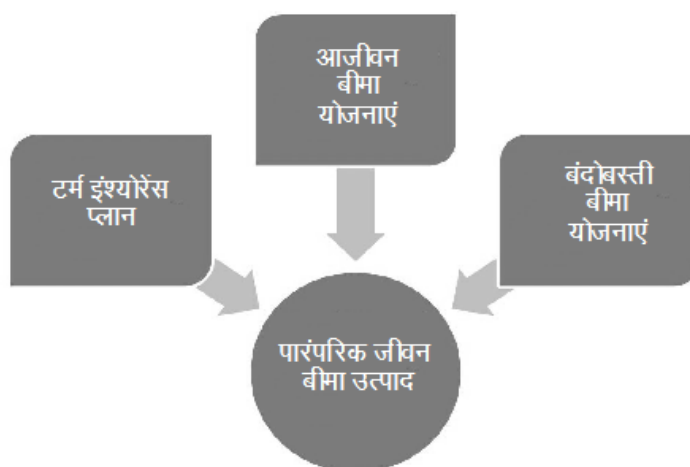 आजीवन
बीमा
योजनाएं
टर्म इंश्योरेंस
प्लान
बंदोबस्ती
बीमा
योजनाएं
पारंपरिक जीवन
बीमा उत्पाद